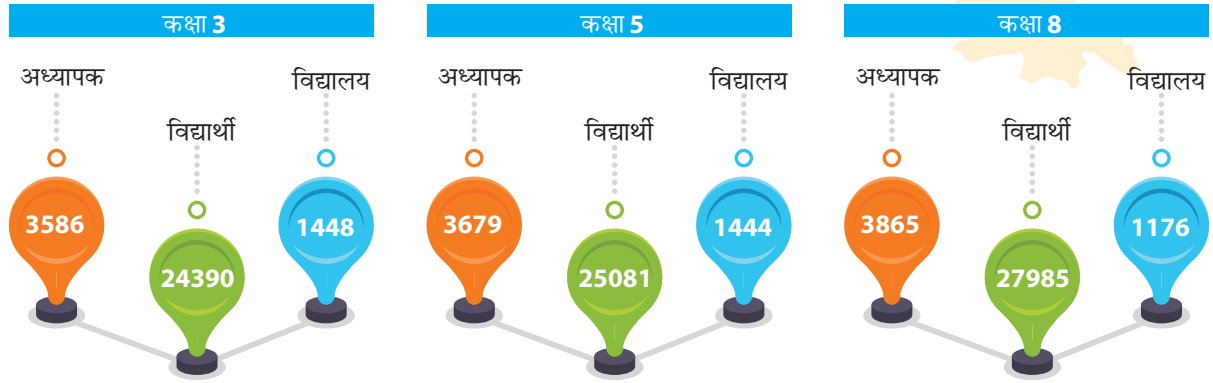 कक्षा 3
अध्यापक
विद्यार्थी
विद्यालय
3586
24390
1448
कक्षा 5
अध्यापक
विद्यार्थी
विद्यालय
3679
25081
1444
कक्षा 8
अध्यापक
विद्यार्थी
विद्यालय
3865
27985
1176